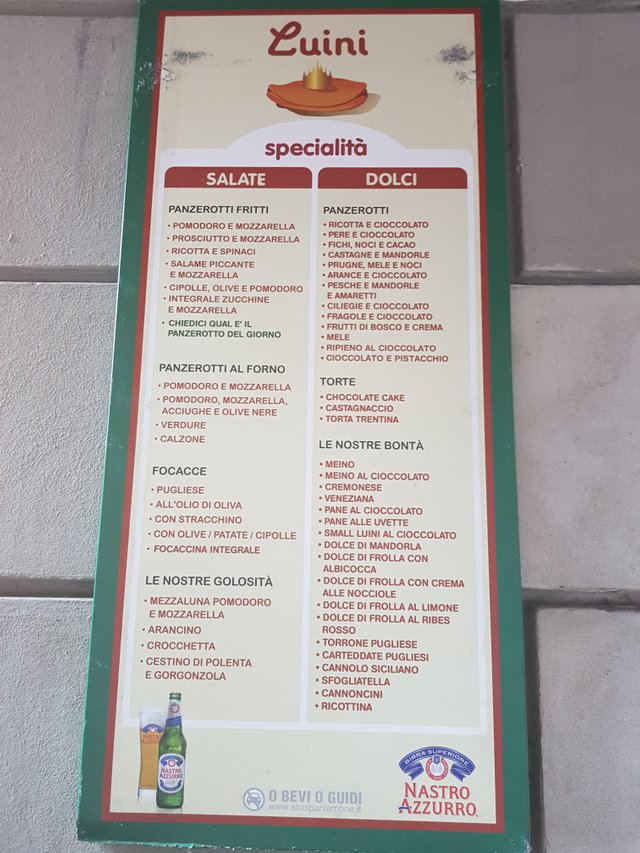 Luini
specialità
SALATE
PANZEROTTI FRITTI
• POMODORO E MOZZARELLA
• PROSCIUTTO E MOZZARELLA
• RICOTTA E SPINACI
• SALAME PICCANTE
E MOZZARELLA
• CIPOLLE, OLIVE E POMODORO
• INTEGRALE ZUCCHINE
E MOZZARELLA
• CHIEDICI QUAL E' IL
PANZEROTTO DEL GIORNO
PANZEROTTI AL FORNO
• POMODORO E MOZZARELLA
• POMODORO, MOZZARELLA,
ACCIUGHE E OLIVE NERE
• VERDURE
• CALZONE
FOCACCE
• PUGLIESE
• ALL'OLIO DI OLIVA
• CON STRACCHINO
• CON OLIVE / PATATE / CIPOLLE
• FOCACCINA INTEGRALE
LE NOSTRE GOLOSITÀ
• MEZZALUNA POMODORO
E MOZZARELLA
• ARANCINO
• CROCCHETTA
• CESTINO DI POLENTA
E GORGONZOLA
DOLCI
PANZEROTTI
• RICOTTA E CIOCCOLATO
• PERE E CIOCCOLATO
• FICHI, NOCI E CACAO
• CASTAGNE E MANDORLE
• PRUGNE, MELE E NOCI
• ARANCE E CIOCCOLATO
• PESCHE E MANDORLE
E AMARETTI
• CILIEGIE E CIOCCOLATO
• FRAGOLE E CIOCCOLATO
• FRUTTI DI BOSCO E CREMA
• MELE
• RIPIENO AL CIOCCOLATO
• CIOCCOLATO E PISTACCHIO
TORTE
• CHOCOLATE CAKE
• CASTAGNACCIO
• TORTA TRENTINA
LE NOSTRE BONTÀ
• MEINO
• MEINO AL CIOCCOLATO
• CREMONESE
• VENEZIANA
• PANE AL CIOCCOLATO
• PANE ALLE UVETTE
• SMALL LUINI AL CIOCCOLATO
• DOLCE DI MANDORLA
• DOLCE DI FROLLA CON
ALBICOCCA
• DOLCE DI FROLLA CON CREMA
ALLE NOCCIOLE
• DOLCE DI FROLLA AL LIMONE
• DOLCE DI FROLLA AL RIBES
ROSSO
• TORRONE PUGLIESE
• CARTEDDATE PUGLIESI
• CANNOLO SICILIANO
• SFOGLIATELLA
• CANNONCINI
• RICOTTINA
NASTRO
AZZURRO
NASTRO
AZZURRO
O BEVI O GUIDI
www.alcolparliamone.it
BIRRA SUPERIORE
NASTRO
AZZURRO